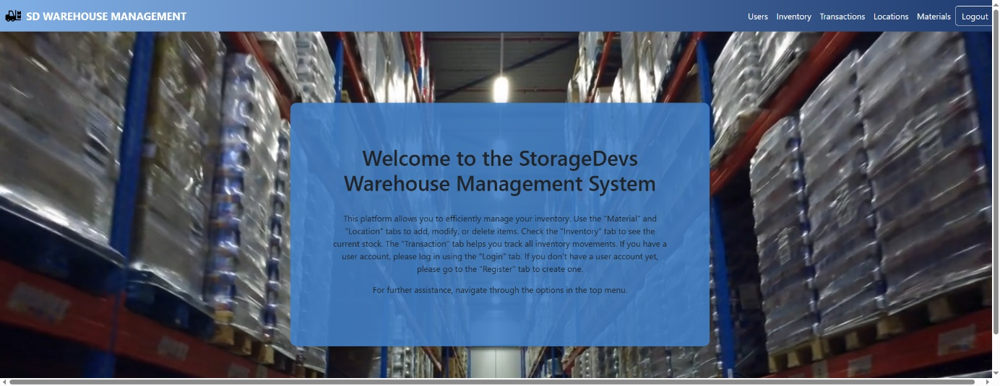 SD WAREHOUSE MANAGEMENT
Users Inventory Transactions Locations Materials Logout
Welcome to the StorageDevs
Warehouse Management System
This platform allows you to efficiently manage your inventory. Use the "Material" and
"Location" tabs to add, modify, or delete items. Check the "Inventory" tab to see the
current stock. The "Transaction" tab helps you track all inventory movements. If you have a
user account, please log in using the "Login" tab. If you don't have a user account yet,
please go to the "Register" tab to create one.
For further assistance, navigate through the options in the top menu.